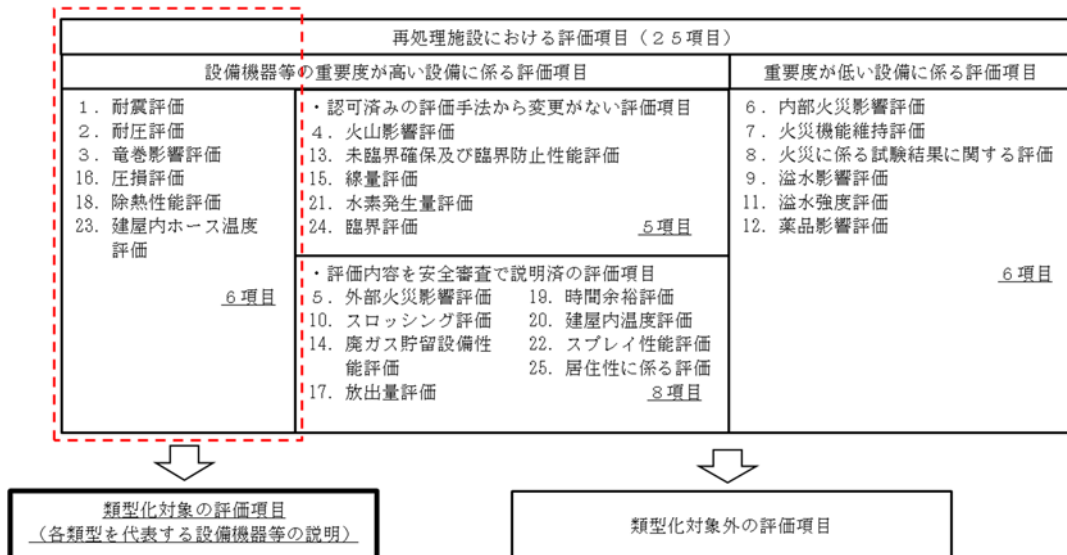 再処理施設における評価項目（２５項目）
設備機器等の重要度が高い設備に係る評価項目
重要度が低い設備に係る評価項目
１．耐震評価
２．耐圧評価
３．竜巻影響評価
16．圧損評価
18．除熱性能評価
23．建屋内ホース温度
評価
６項目
・認可済みの評価手法から変更がない評価項目
４．火山影響評価
13．未臨界確保及び臨界防止性能評価
15．線量評価
21．水素発生量評価
24．臨界評価
５項目
・評価内容を安全審査で説明済の評価項目
５．外部火災影響評価
10．スロッシング評価
14．廃ガス貯留設備性
能評価
17．放出量評価
19．時間余裕評価
20．建屋内温度評価
22．スプレイ性能評価
25．居住性に係る評価
８項目
６．内部火災影響評価
７．火災機能維持評価
８．火災に係る試験結果に関する評価
９．溢水影響評価
11．溢水強度評価
12．薬品影響評価
６項目
類型化対象の評価項目
（各類型を代表する設備機器等の説明）
類型化対象外の評価項目